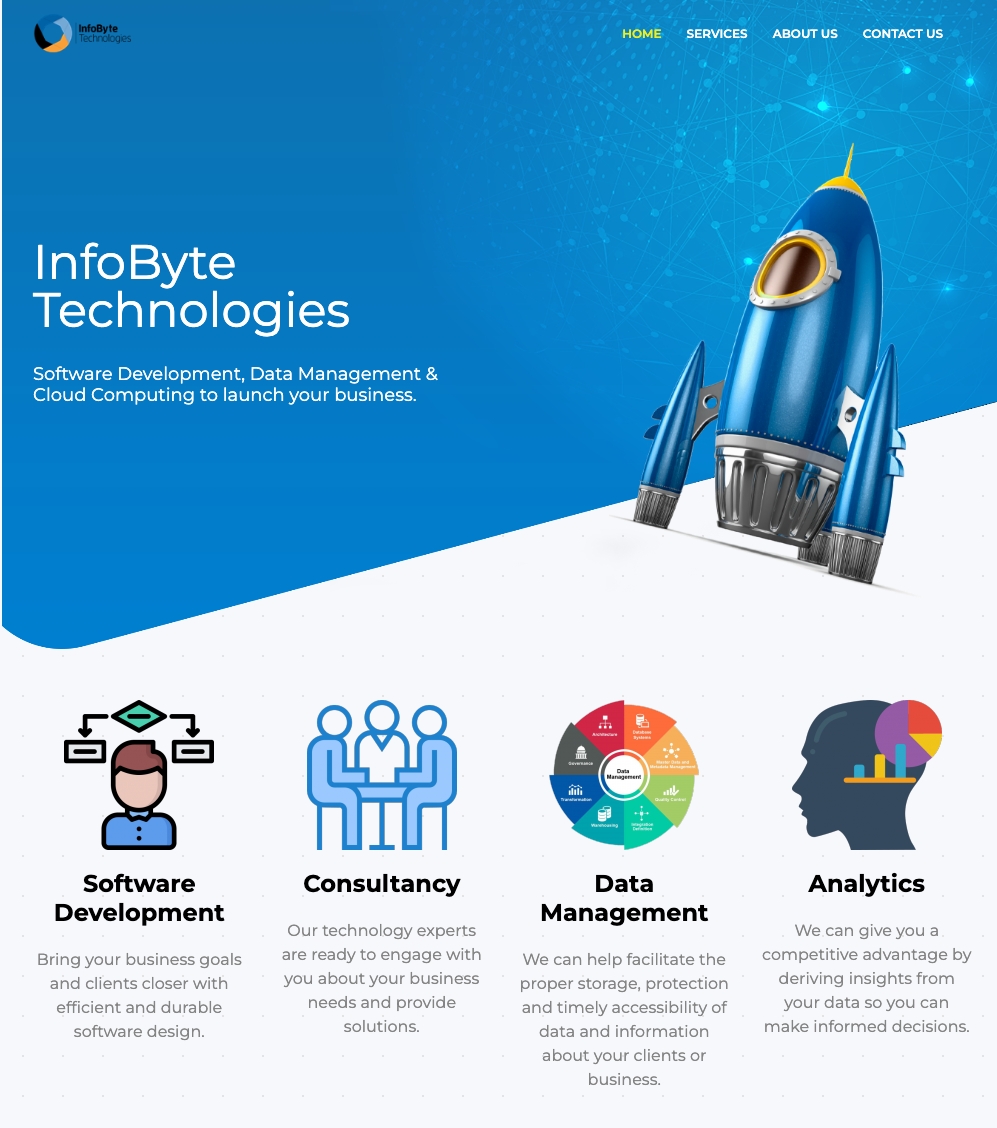 InfoByte
Technologies
HOME
SERVICES
ABOUT US
CONTACT US
InfoByte
Technologies
Software Development, Data Management &
Cloud Computing to launch your business.
Architecture
Database
Systems
Governance
Master Data and
Metadata Management
Data
Management
Transformation
Quality Control
Warehousing
Integration
Definition
Software
Development
Bring your business goals
and clients closer with
efficient and durable
software design.
Consultancy
Our technology experts
are ready to engage with
you about your business
needs and provide
solutions.
Data
Management
We can help facilitate the
proper storage, protection
and timely accessibility of
data and information
about your clients or
business.
Analytics
We can give you a
competitive advantage by
deriving insights from
your data so you can
make informed decisions.